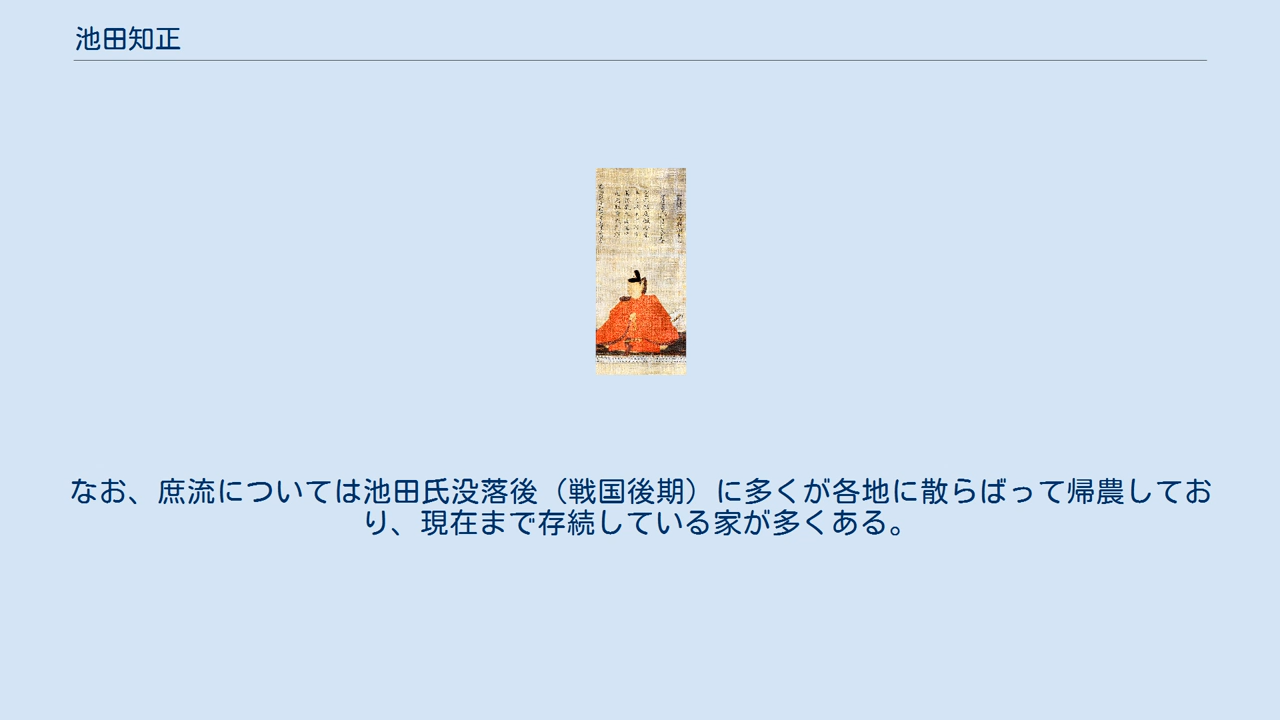 池田知正
なお、庶流については池田氏没落後（戦国後期）に多くが各地に散らばって帰農してお
り、現在まで存続している家が多くある。